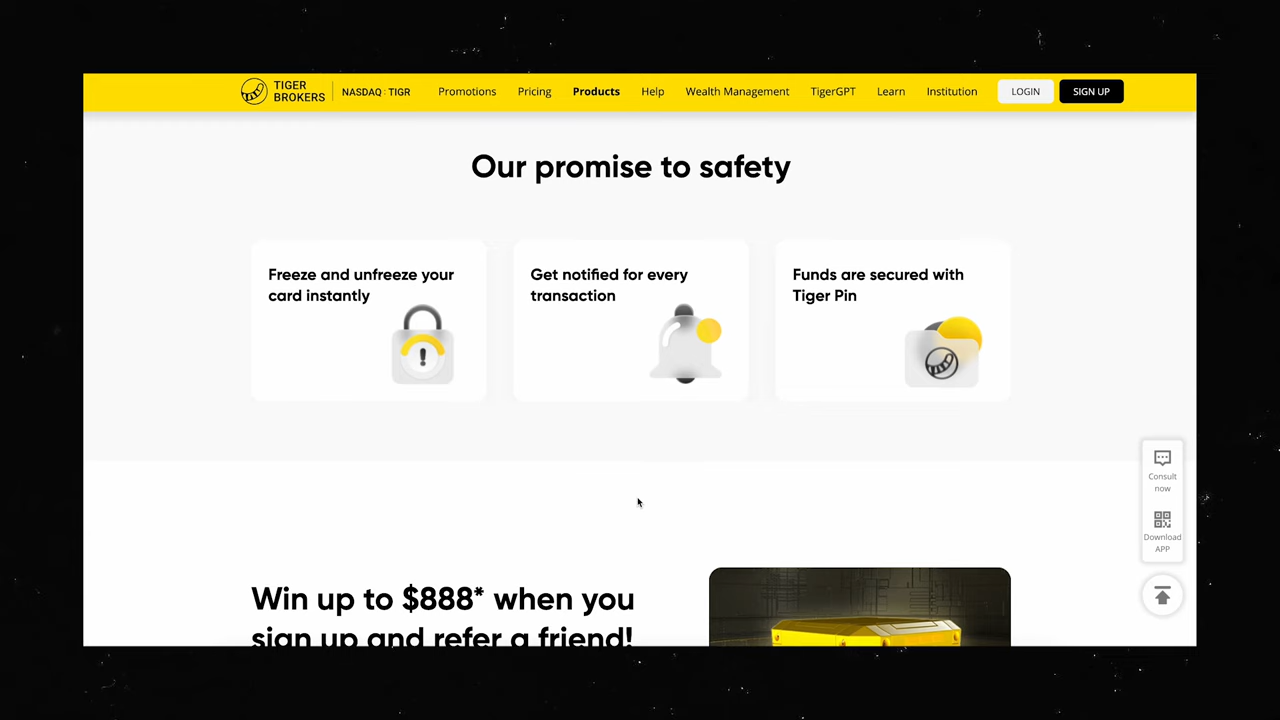 TIGER
BROKERS
NASDAQ : TIGR
Promotions
Pricing
Products
Help
Wealth Management
TigerGPT
Learn
Institution
LOGIN
SIGN UP
Our promise to safety
Freeze and unfreeze your
card instantly
Get notified for every
transaction
Funds are secured with
Tiger Pin
Consult
now
Download
APP
Win up to $888* when you
sign up and refer a friend!